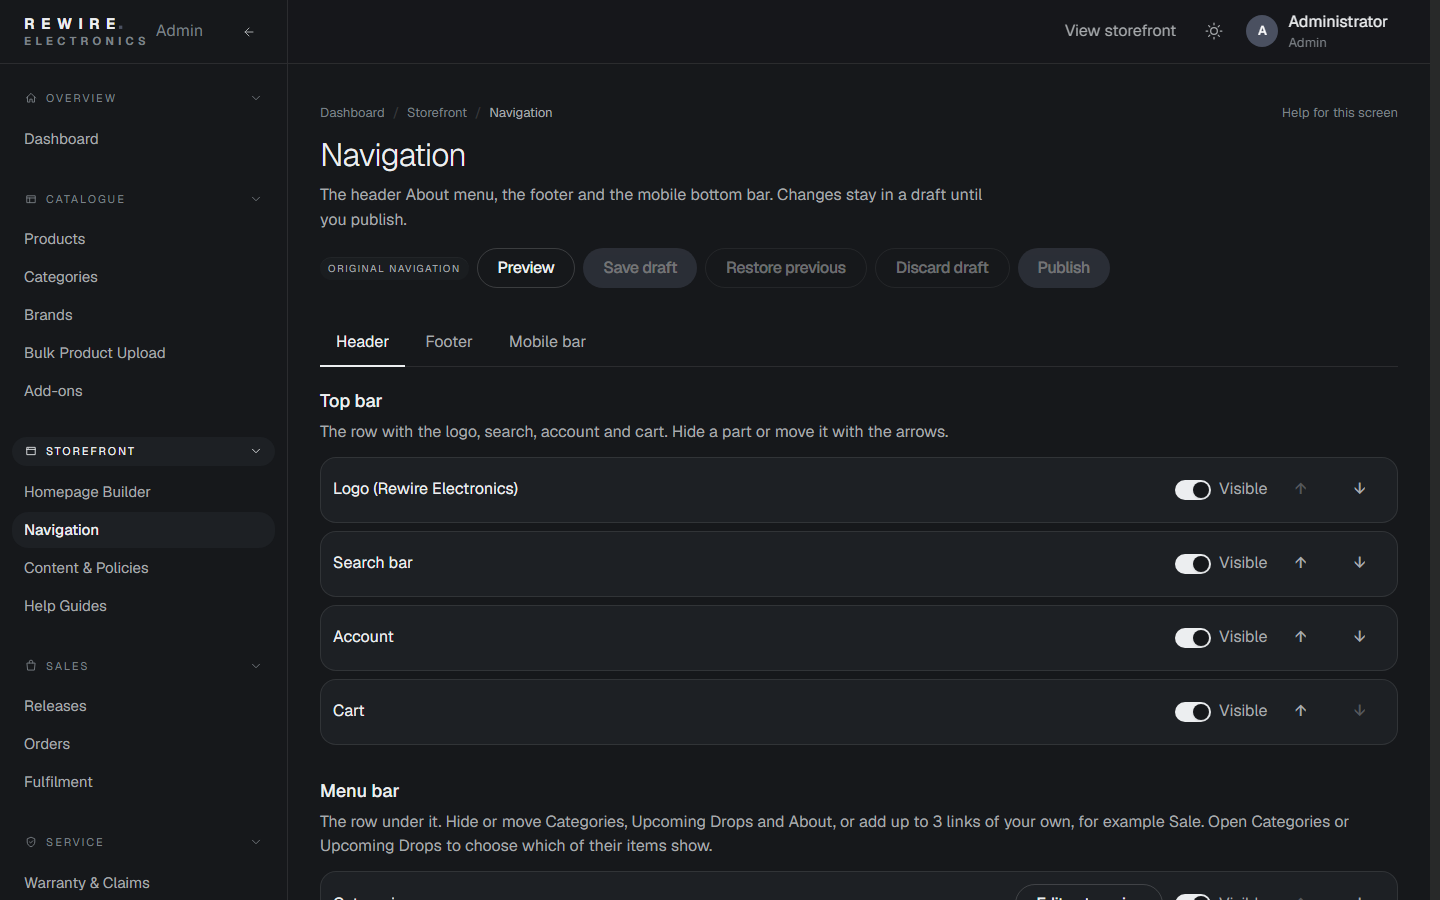 REWIRE.
ELECTRONICS
Admin
View storefront
A
Administrator
Admin
OVERVIEW
Dashboard
CATALOGUE
Products
Categories
Brands
Bulk Product Upload
Add-ons
STOREFRONT
Homepage Builder
Navigation
Content & Policies
Help Guides
SALES
Releases
Orders
Fulfilment
SERVICE
Warranty & Claims
Dashboard / Storefront / Navigation
Help for this screen
Navigation
The header About menu, the footer and the mobile bottom bar. Changes stay in a draft until
you publish.
ORIGINAL NAVIGATION
Preview
Save draft
Restore previous
Discard draft
Publish
Header
Footer
Mobile bar
Top bar
The row with the logo, search, account and cart. Hide a part or move it with the arrows.
Logo (Rewire Electronics)
Visible
Search bar
Visible
Account
Visible
Cart
Visible
Menu bar
The row under it. Hide or move Categories, Upcoming Drops and About, or add up to 3 links of your own, for example Sale. Open Categories or
Upcoming Drops to choose which of their items show.